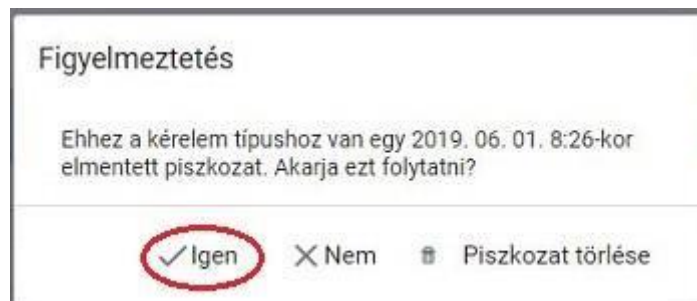 Figyelmeztetés
Ehhez a kérelem típushoz van egy 2019. 06. 01. 8:26-kor
elmentett piszkozat. Akarja ezt folytatni?
Igen Nem Piszkozat törlése